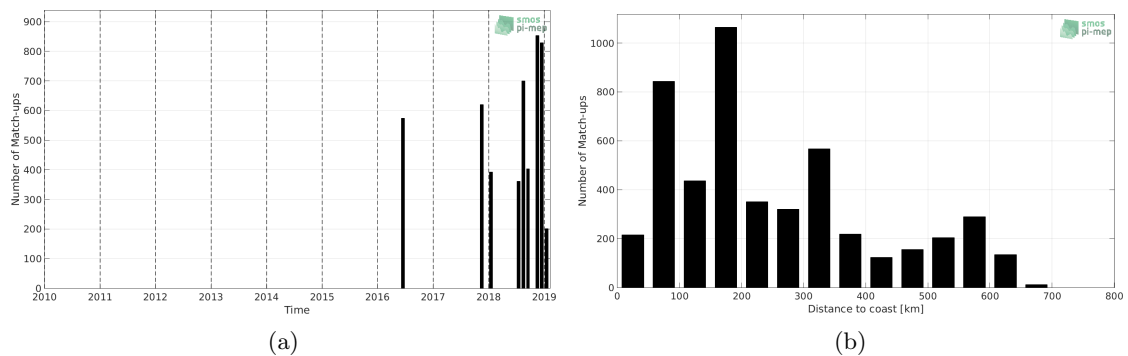 900
800
700
600
500
400
300
200
100
0
Number of Match-ups
2010 2011 2012 2013 2014 2015 2016 2017 2018 2019
Time
smos
pi-mep
(a)
1000
800
600
400
200
0
Number of Match-ups
0 100 200 300 400 500 600 700 800
Distance to coast [km]
smos
pi-mep
(b)